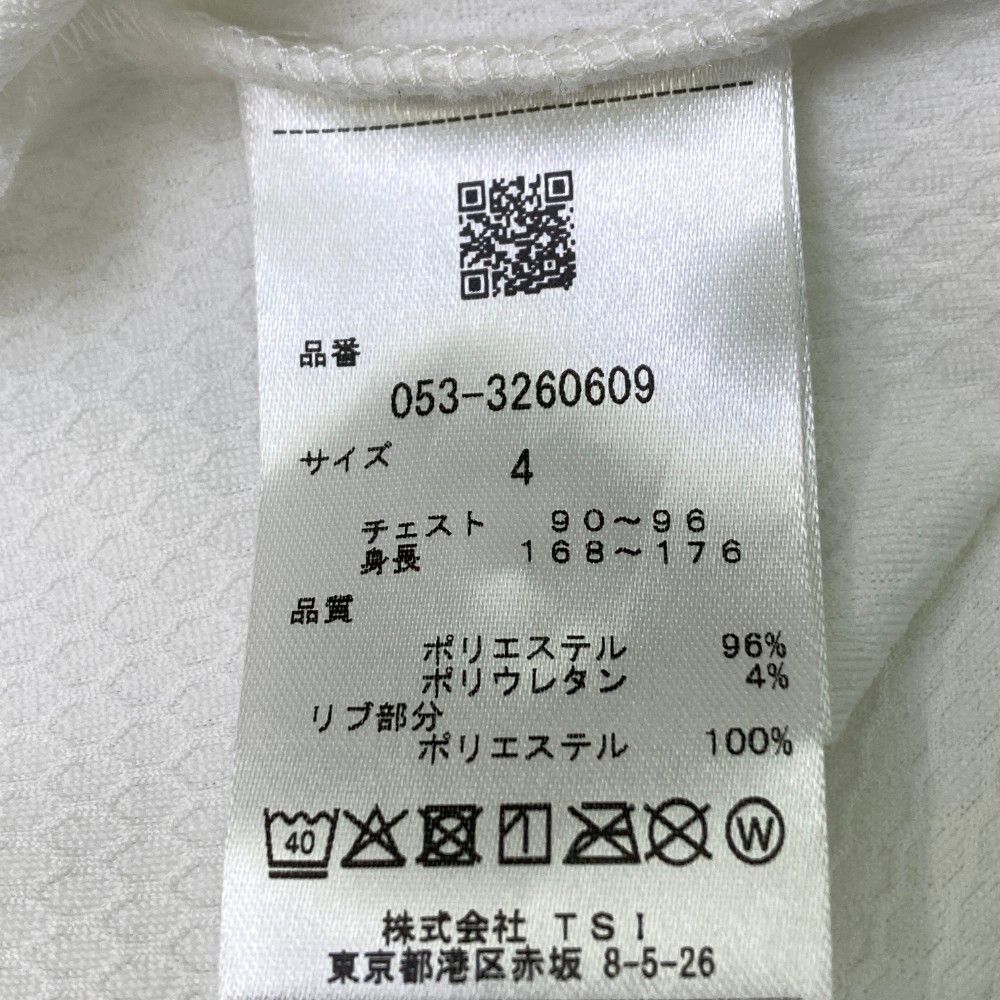 品番
053-3260609
サイズ 4
チェスト 90～96
身長 168～176
品質
ポリエステル 96%
ポリウレタン 4%
リブ部分
ポリエステル 100%
40
W
株式会社 TSI
東京都港区赤坂 8-5-26